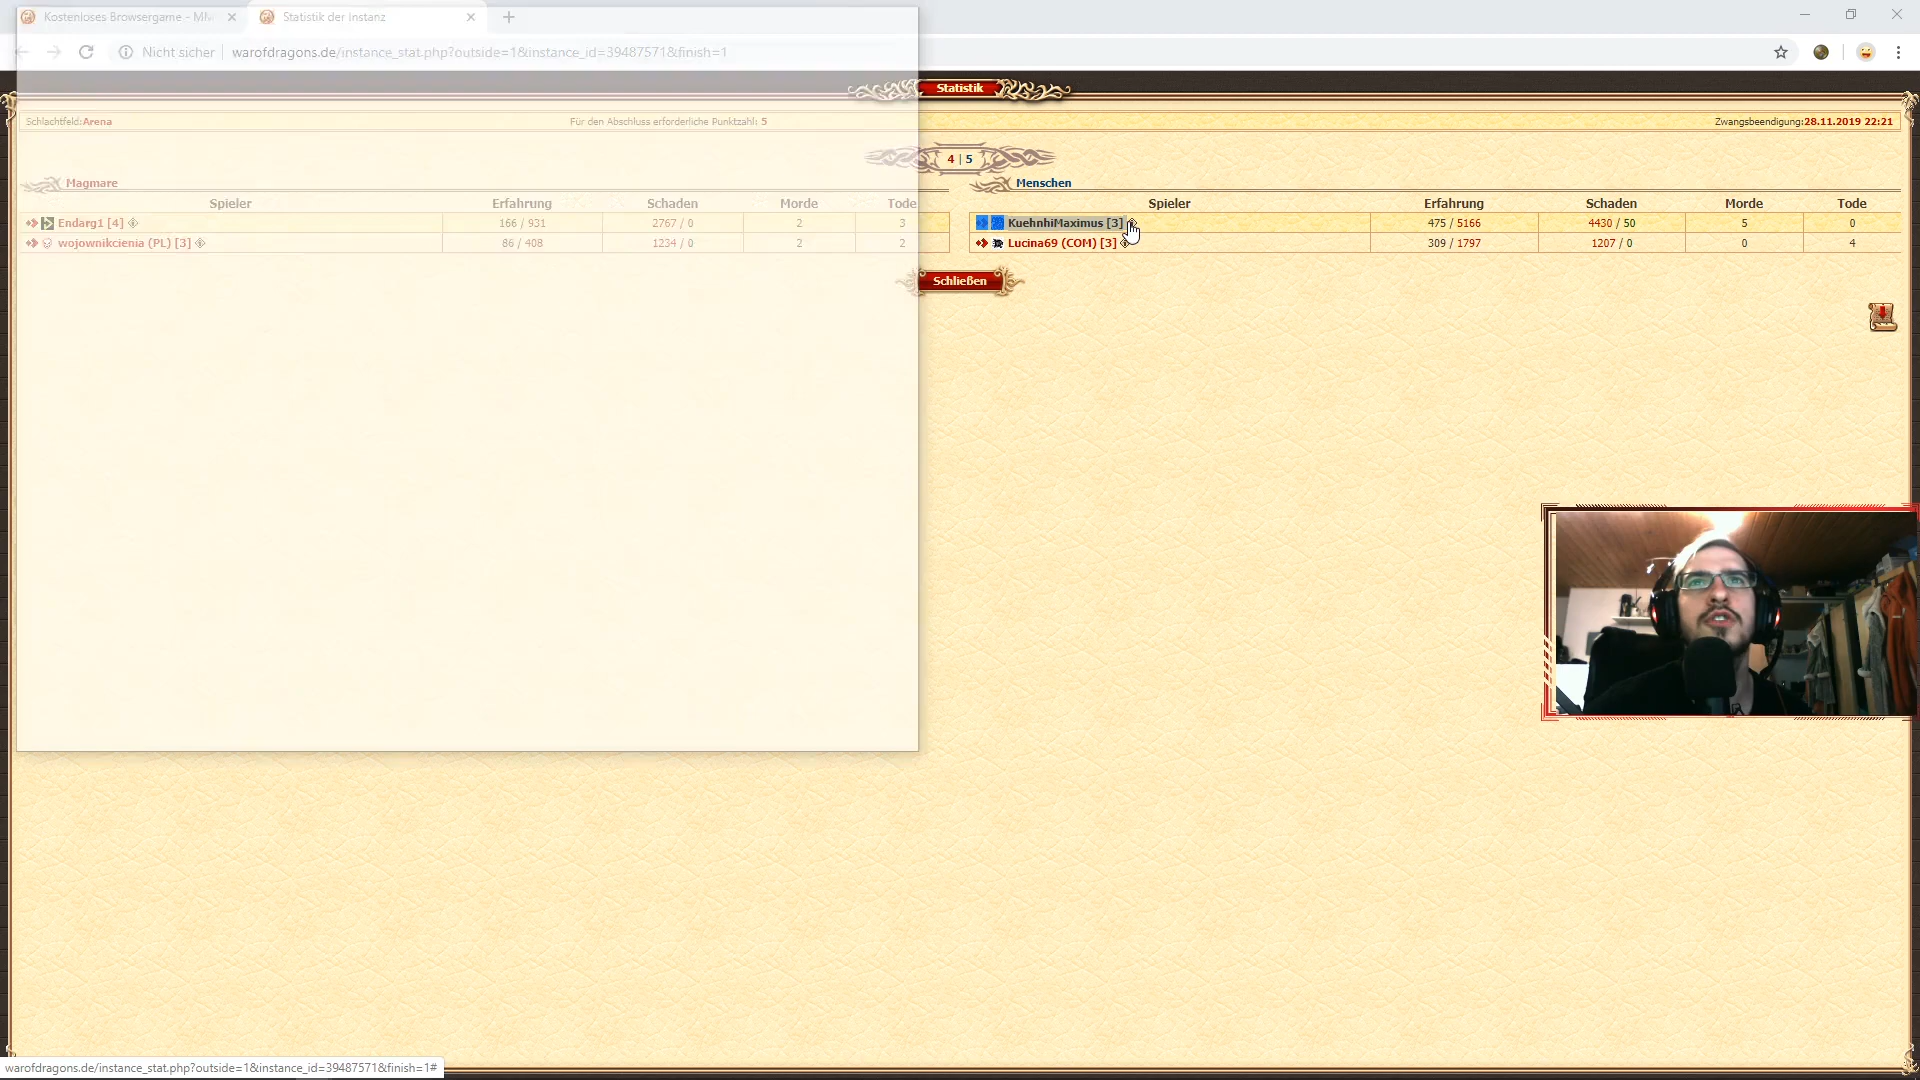 Kostenloses Browsergame - MM
Statistik der Instanz
Nicht sicher
warofdragons.de/instance_stat.php?outside=1&instance_id=39487571&finish=1
Statistik
Schlachtfeld:Arena
Für den Abschluss erforderliche Punktzahl: 5
Zwangsbeendigung:28.11.2019 22:21
4 | 5
Magmare
Spieler Erfahrung Schaden Morde Tode
Endarg1 [4] 166 / 931 2767 / 0 2 3
wojownikcienia (PL) [3] 86 / 408 1234 / 0 2 2
Menschen
Spieler Erfahrung Schaden Morde Tode
KuehnhiMaximus [3] 475 / 5166 4430 / 50 5 0
Lucina69 (COM) [3] 309 / 1797 1207 / 0 0 4
Schließen
warofdragons.de/instance_stat.php?outside=1&instance_id=39487571&finish=1#